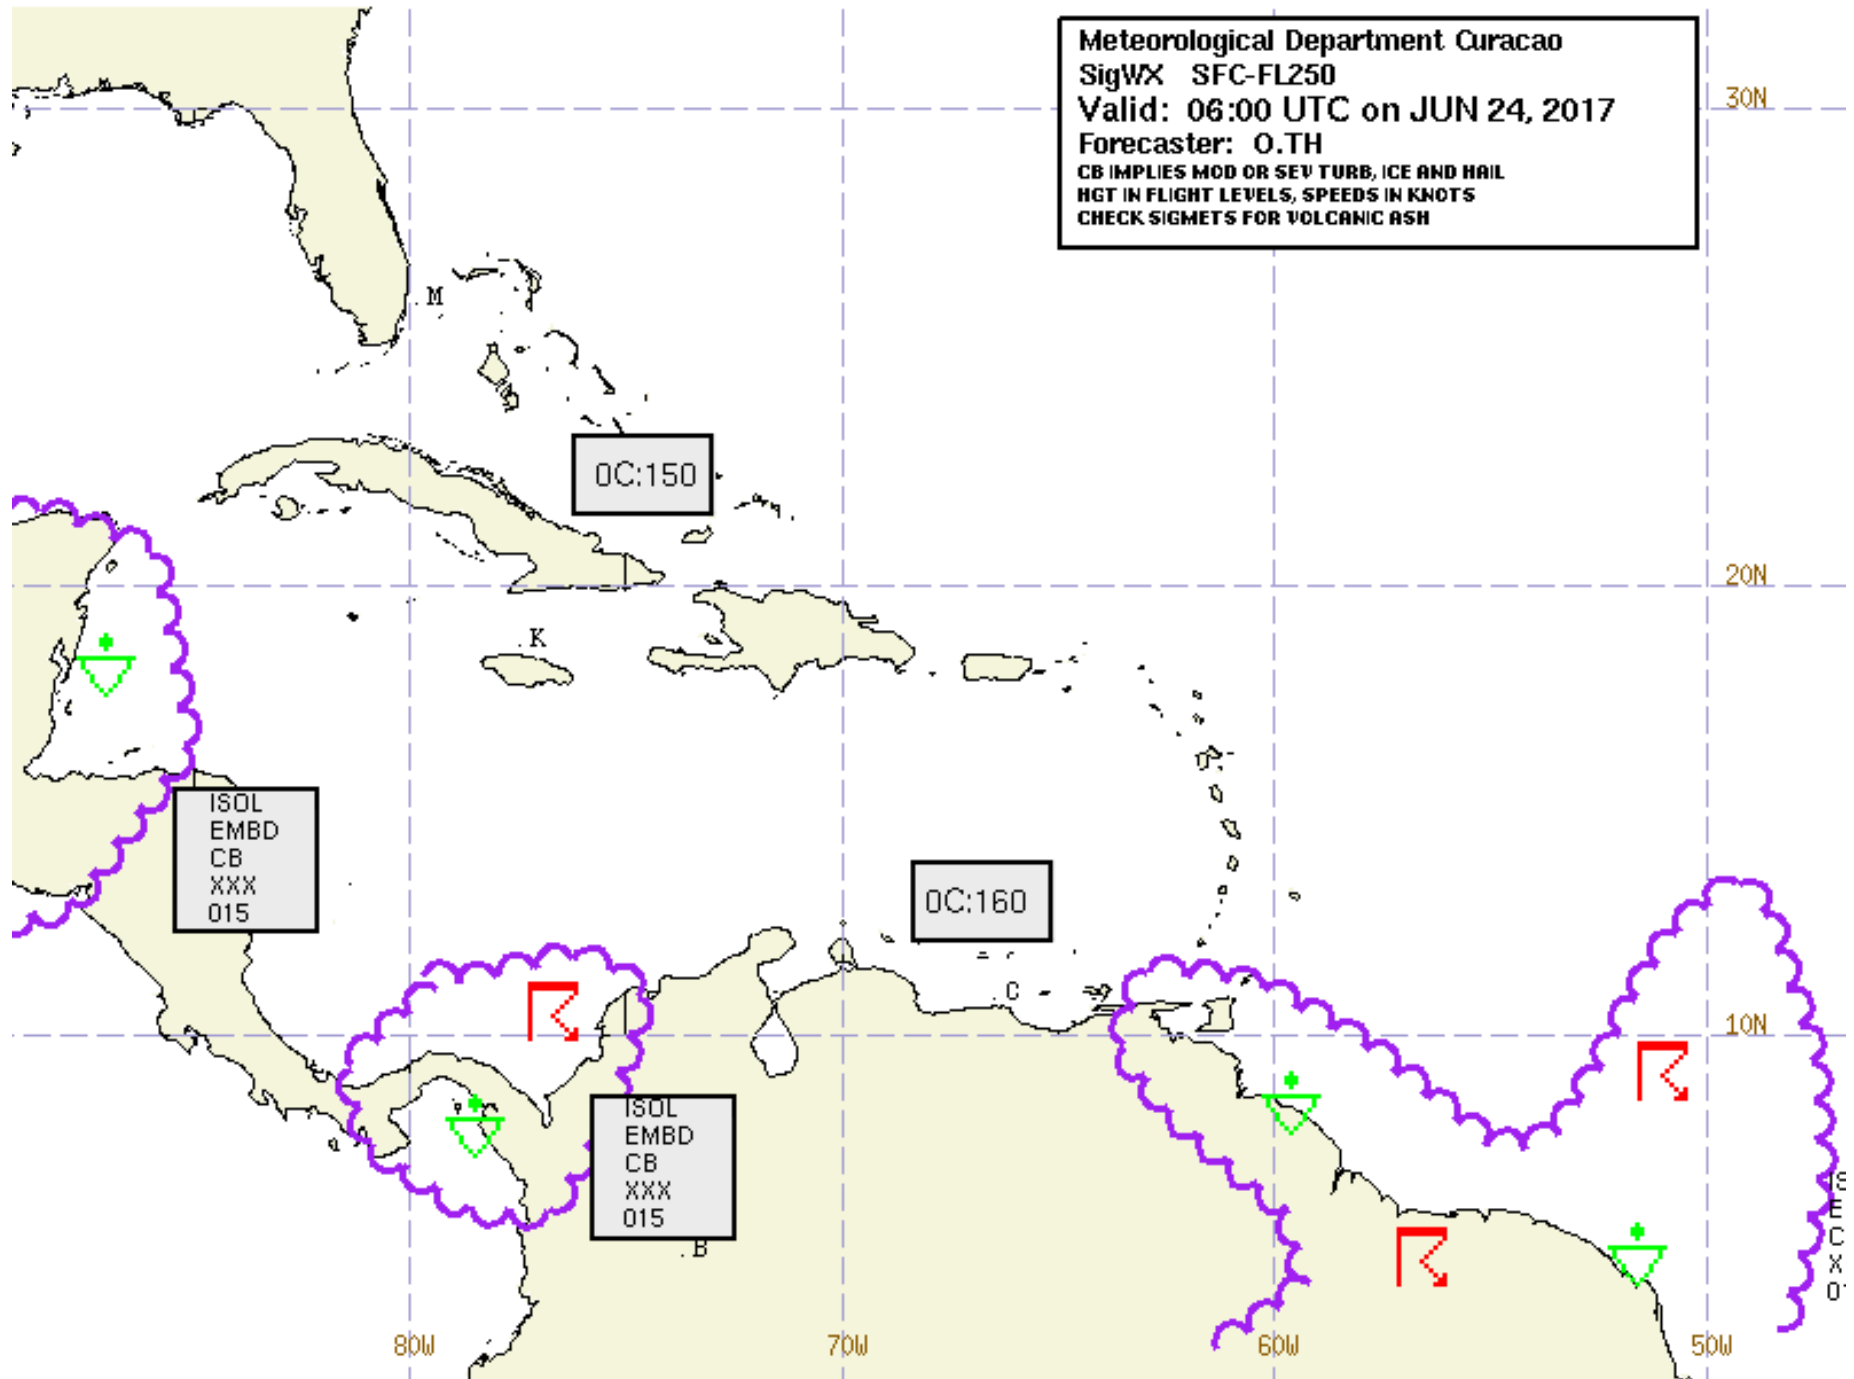 Meteorological Department Curacao
SigWX SFC-FL250
Valid: 06:00 UTC on JUN 24, 2017
Forecaster: O.TH
CB IMPLIES MOD OR SEV TURB, ICE AND HAIL
HGT IN FLIGHT LEVELS, SPEEDS IN KNOTS
CHECK SIGMETS FOR VOLCANIC ASH
30N
.M
0C:150
20N
.K
ISOL
EMBD
CB
XXX
015
0C:160
.C
10N
ISOL
EMBD
CB
XXX
015
.B
80W
70W
60W
50W